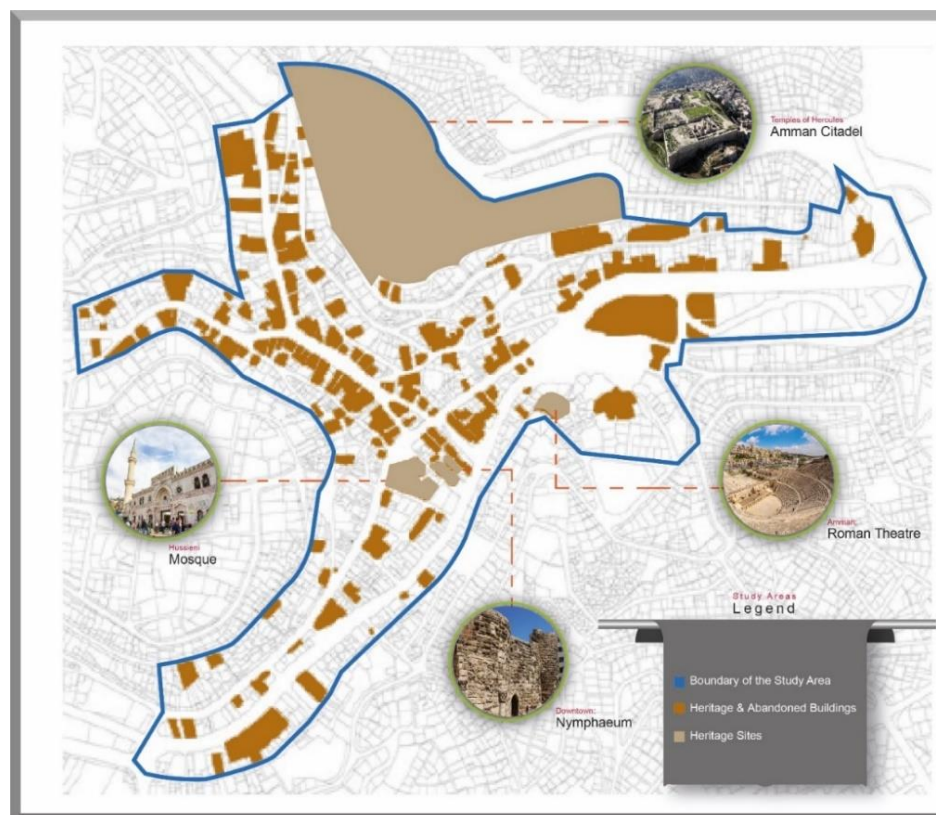 Temples of Hercules
Amman Citadel
Hussieni
Mosque
Amman:
Roman Theatre
Downtown:
Nymphaeum
Study Areas
Legend
Boundary of the Study Area
Heritage & Abandoned Buildings
Heritage Sites